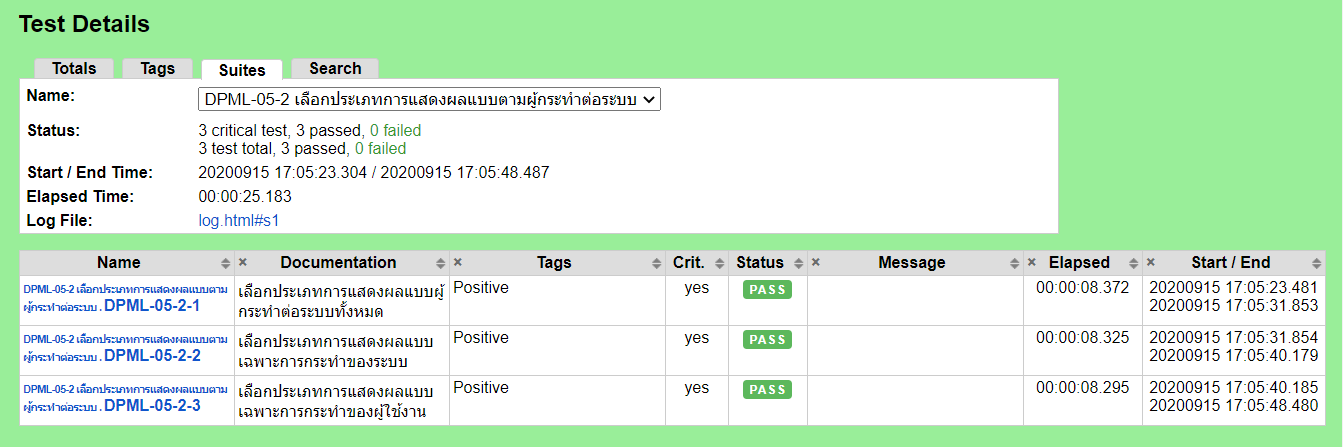 Test Details
Totals Tags Suites Search
Name: DPML-05-2 เลือกประเภทการแสดงผลแบบตามผู้กระทำต่อระบบ
Status: 3 critical test, 3 passed, 0 failed
3 test total, 3 passed, 0 failed
Start / End Time: 20200915 17:05:23.304 / 20200915 17:05:48.487
Elapsed Time: 00:00:25.183
Log File: log.html#s1
Name × Documentation × Tags Crit. Status × Message × Elapsed × Start / End
DPML-05-2 เลือกประเภทการแสดงผลแบบตาม เลือกประเภทการแสดงผลแบบผู้ Positive yes PASS 00:00:08.372 20200915 17:05:23.481
ผู้กระทำต่อระบบ . DPML-05-2-1 กระทำต่อระบบทั้งหมด 20200915 17:05:31.853
DPML-05-2 เลือกประเภทการแสดงผลแบบตาม เลือกประเภทการแสดงผลแบบ Positive yes PASS 00:00:08.325 20200915 17:05:31.854
ผู้กระทำต่อระบบ . DPML-05-2-2 เฉพาะการกระทำของระบบ 20200915 17:05:40.179
DPML-05-2 เลือกประเภทการแสดงผลแบบตาม เลือกประเภทการแสดงผลแบบ Positive yes PASS 00:00:08.295 20200915 17:05:40.185
ผู้กระทำต่อระบบ . DPML-05-2-3 เฉพาะการกระทำของผู้ใช้งาน 20200915 17:05:48.480